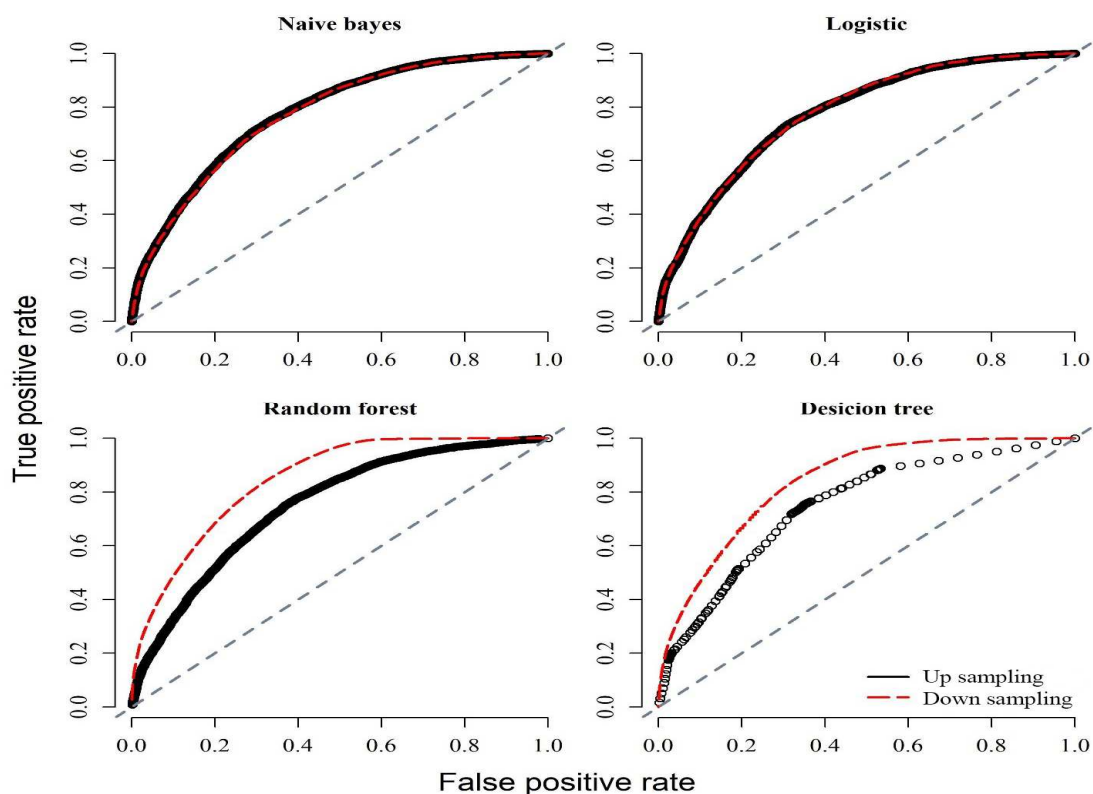 Naive bayes
Logistic
True positive rate
1.0
0.8
0.6
0.4
0.2
0.0
0.0 0.2 0.4 0.6 0.8 1.0
1.0
0.8
0.6
0.4
0.2
0.0
0.0 0.2 0.4 0.6 0.8 1.0
Random forest
Desicion tree
1.0
0.8
0.6
0.4
0.2
0.0
0.0 0.2 0.4 0.6 0.8 1.0
1.0
0.8
0.6
0.4
0.2
0.0
Up sampling
Down sampling
0.0 0.2 0.4 0.6 0.8 1.0
False positive rate